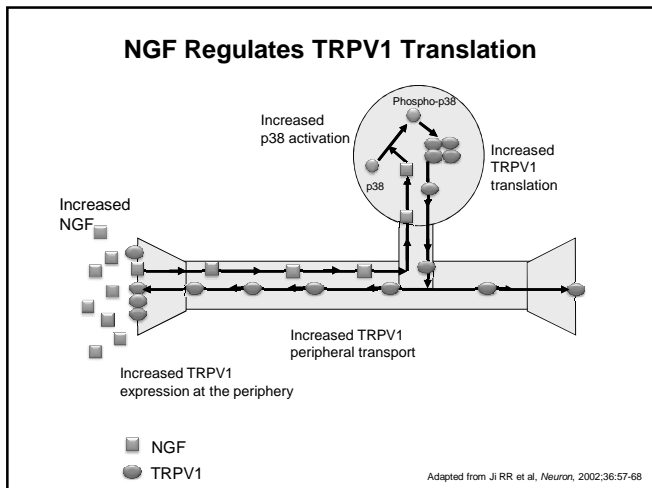 NGF Regulates TRPV1 Translation
Phospho-p38
Increased
p38 activation
p38
Increased
TRPV1
translation
Increased
NGF
Increased TRPV1
peripheral transport
Increased TRPV1
expression at the periphery
NGF
TRPV1
Adapted from Ji RR et al, Neuron, 2002;36:57-68